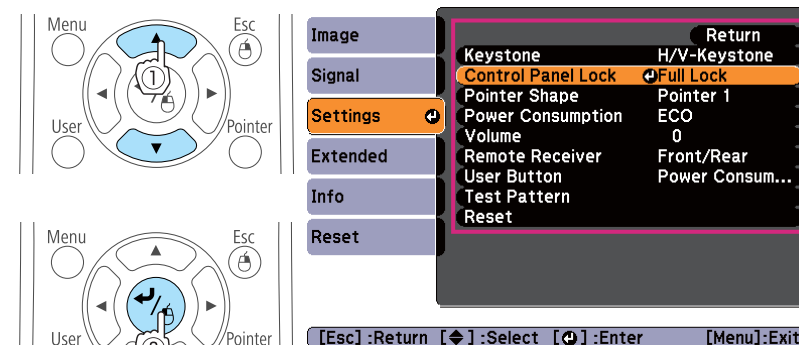 Menu
Esc
1
User
Pointer
Menu
Esc
User
Pointer
Image
Signal
Settings
Extended
Info
Reset
Return
Keystone H/V-Keystone
Control Panel Lock Full Lock
Pointer Shape Pointer 1
Power Consumption ECO
Volume 0
Remote Receiver Front/Rear
User Button Power Consum...
Test Pattern
Reset
[Esc] :Return [◆] :Select [⏎] :Enter [Menu]:Exit